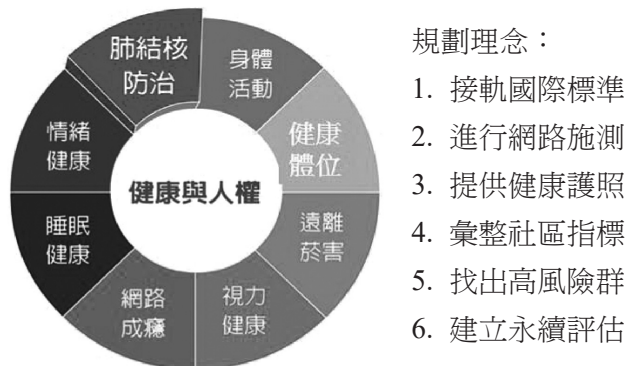 肺結核
防治
身體
活動
健康
體位
遠離
菸害
視力
健康
網路
成癮
睡眠
健康
情緒
健康
健康與人權
規劃理念：
1. 接軌國際標準
2. 進行網路施測
3. 提供健康護照
4. 彙整社區指標
5. 找出高風險群
6. 建立永續評估